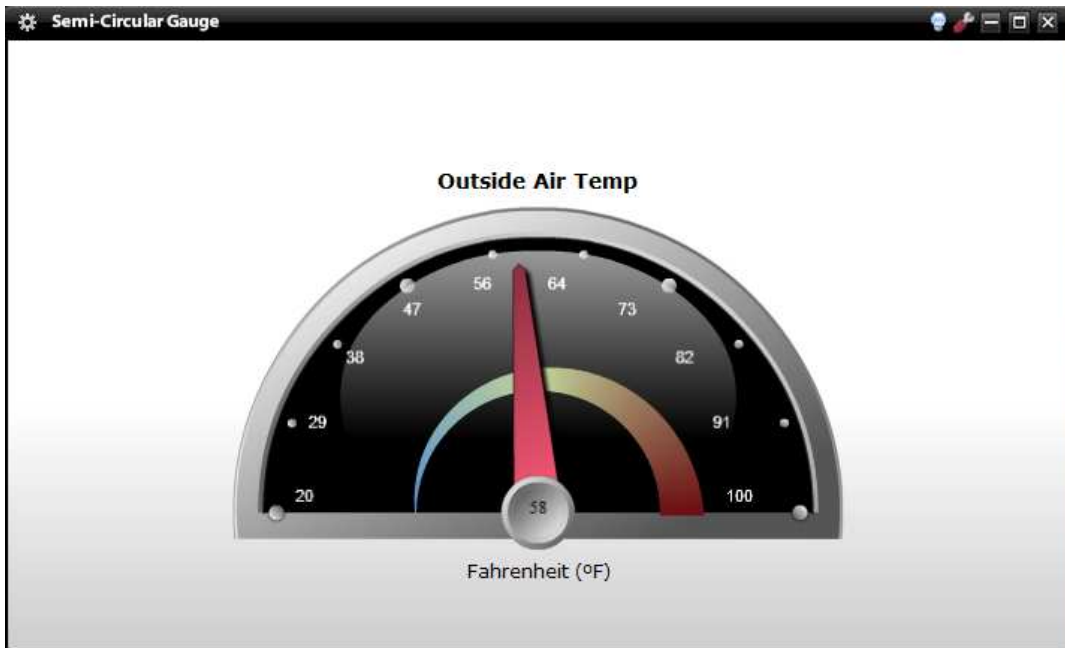 Semi-Circular Gauge
Outside Air Temp
56 64
47 73
38 82
29 91
20 100
58
Fahrenheit (ºF)